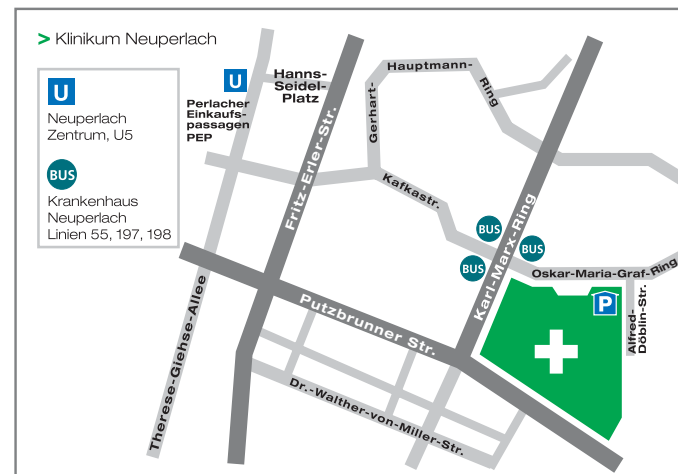 > Klinikum Neuperlach
U
Neuperlach
Zentrum, U5
BUS
Krankenhaus
Neuperlach
Linien 55, 197, 198
U
Hanns-
Seidel-
Platz
Perlacher
Einkaufs-
passagen
PEP
Fritz-Erler-Str.
Gerhart-
Hauptmann-
Ring
Kafkastr.
BUS
BUS
BUS
Karl-Marx-Ring
Oskar-Maria-Graf-Ring
P
Alfred-
Döblin-Str.
Putzbrunner Str.
Therese-Giehse-Allee
Dr.-Walther-von-Miller-Str.